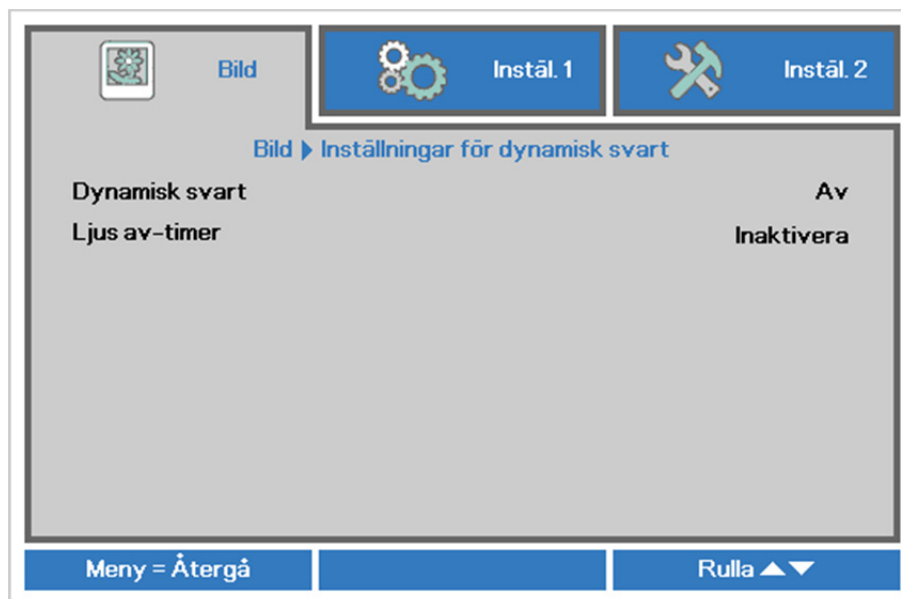 Bild
Instäl. 1
Instäl. 2
Bild ▶ Inställningar för dynamisk svart
Dynamisk svart Av
Ljus av-timer Inaktivera
Meny = Återgå
Rulla ▲▼